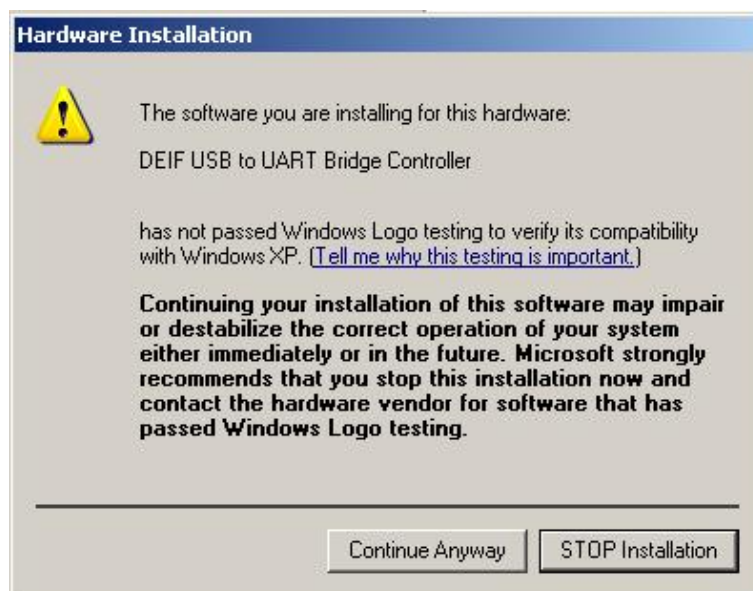 Hardware Installation
The software you are installing for this hardware:
DEIF USB to UART Bridge Controller
has not passed Windows Logo testing to verify its compatibility
with Windows XP. (Tell me why this testing is important.)
Continuing your installation of this software may impair
or destabilize the correct operation of your system
either immediately or in the future. Microsoft strongly
recommends that you stop this installation now and
contact the hardware vendor for software that has
passed Windows Logo testing.
Continue Anyway
STOP Installation